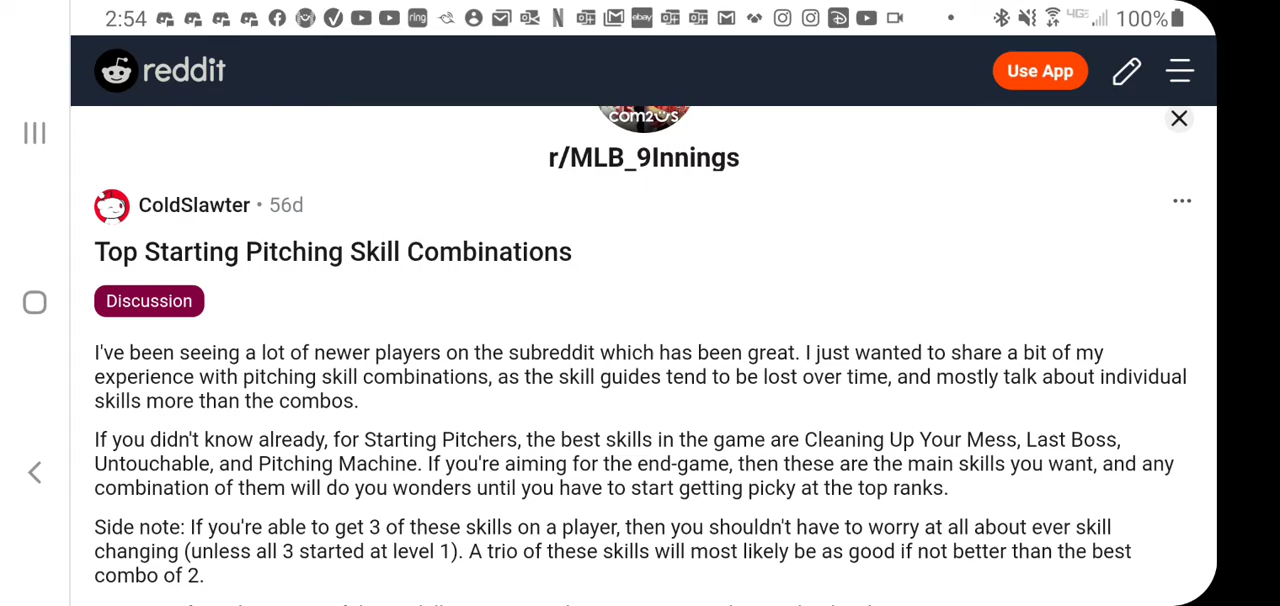 2:54
ring
ebay
4GE
100%
reddit
Use App
com2us
r/MLB_9Innings
ColdSlawter • 56d
Top Starting Pitching Skill Combinations
Discussion
I've been seeing a lot of newer players on the subreddit which has been great. I just wanted to share a bit of my
experience with pitching skill combinations, as the skill guides tend to be lost over time, and mostly talk about individual
skills more than the combos.
If you didn't know already, for Starting Pitchers, the best skills in the game are Cleaning Up Your Mess, Last Boss,
Untouchable, and Pitching Machine. If you're aiming for the end-game, then these are the main skills you want, and any
combination of them will do you wonders until you have to start getting picky at the top ranks.
Side note: If you're able to get 3 of these skills on a player, then you shouldn't have to worry at all about ever skill
changing (unless all 3 started at level 1). A trio of these skills will most likely be as good if not better than the best
combo of 2.